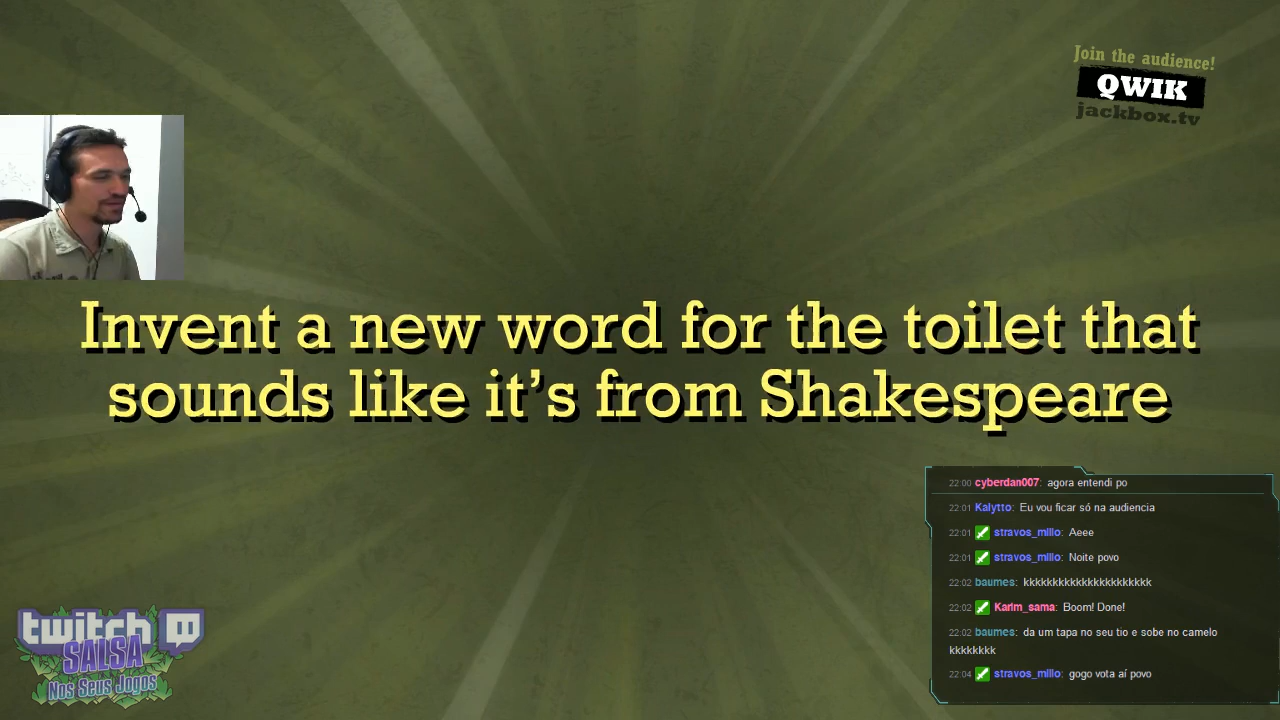 Join the audience!
QWIK
jackbox.tv
Invent a new word for the toilet that
sounds like it's from Shakespeare
22:00 cyberdan007: agora entendi po
22:01 Kalytto: Eu vou ficar só na audiencia
22:01 stravos_millo: Aeee
22:01 stravos_millo: Noite povo
22:02 baumes: kkkkkkkkkkkkkkkkkkkkkk
22:02 Karim_sama: Boom! Done!
22:02 baumes: da um tapa no seu tio e sobe no camelo
kkkkkkkk
22:04 stravos_millo: gogo vota aí povo
twitch
SALSA
Nos Seus Jogos